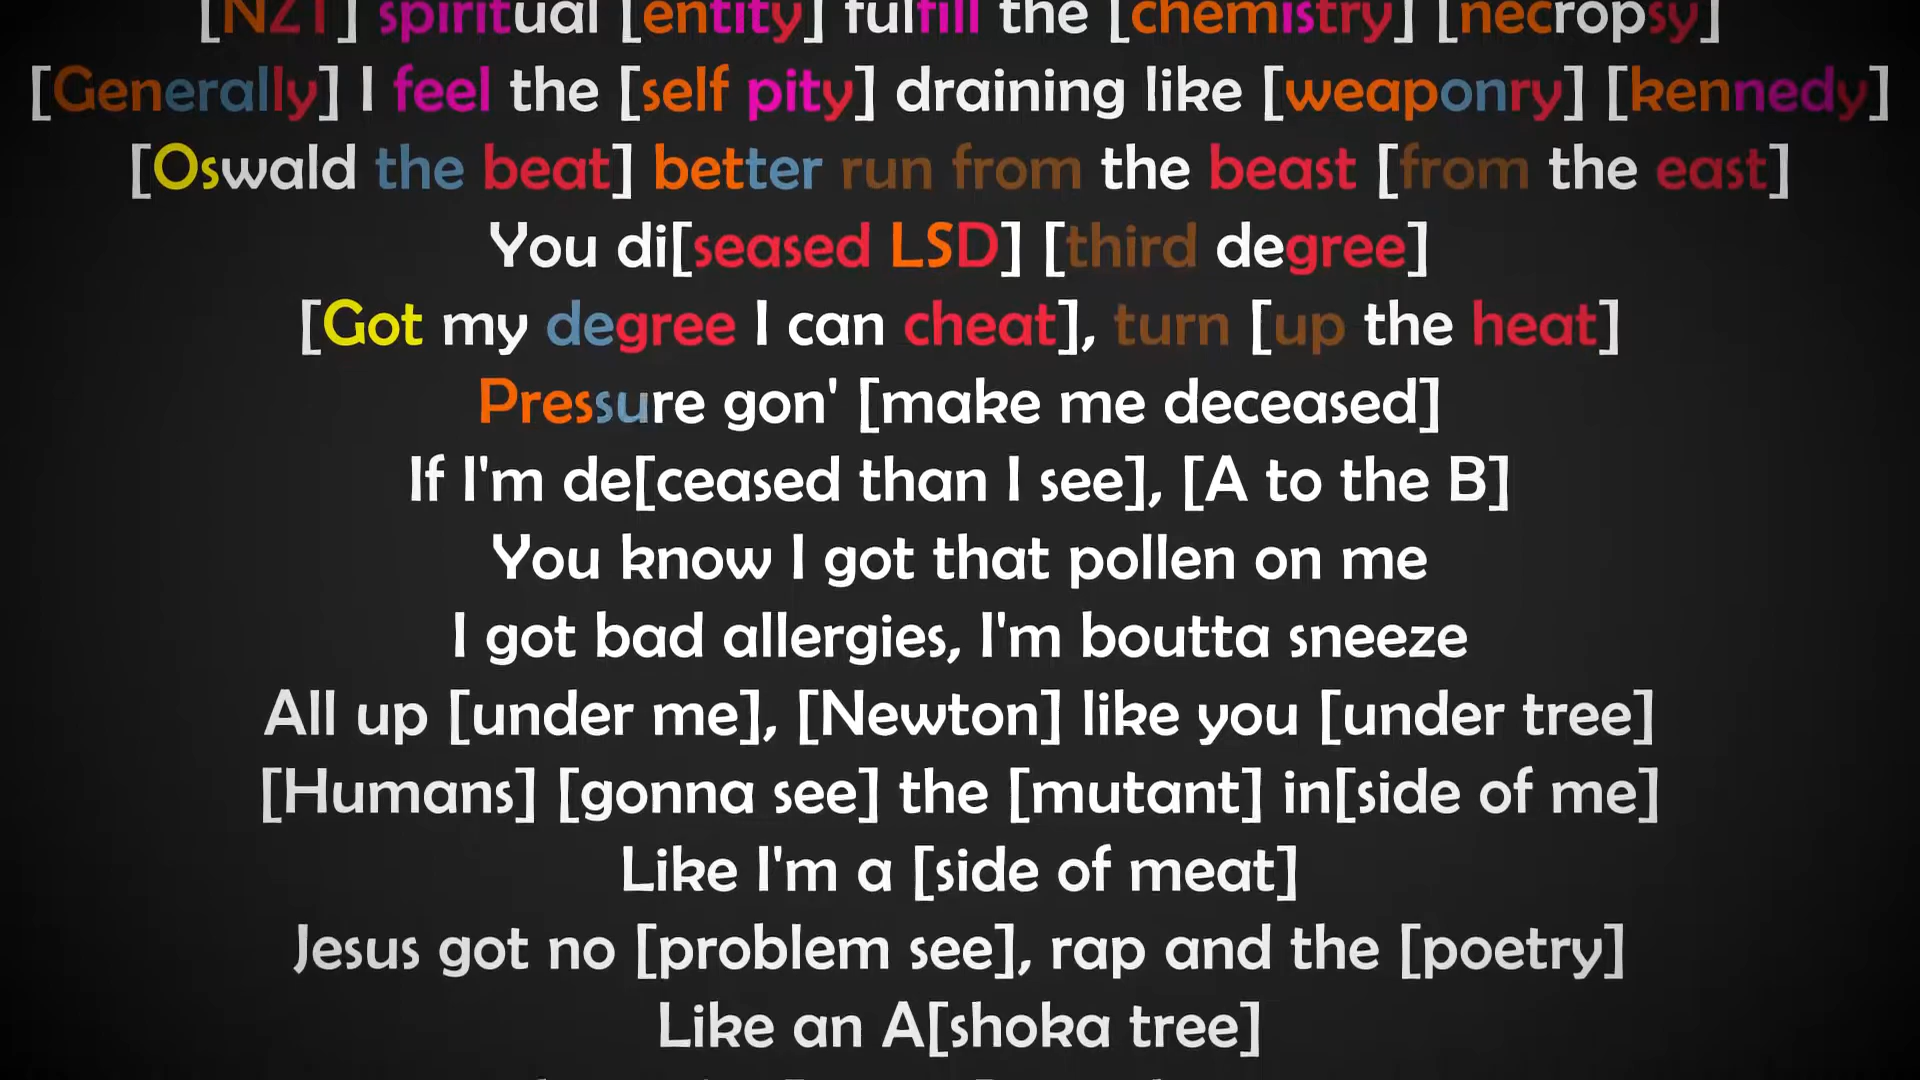 [NZT] spiritual [entity] fulfill the [chemistry] [necropsy]
[Generally] I feel the [self pity] draining like [weaponry] [kennedy]
[Oswald the beat] better run from the beast [from the east]
You di[seased LSD] [third degree]
[Got my degree I can cheat], turn [up the heat]
Pressure gon' [make me deceased]
If I'm de[ceased than I see], [A to the B]
You know I got that pollen on me
I got bad allergies, I'm boutta sneeze
All up [under me], [Newton] like you [under tree]
[Humans] [gonna see] the [mutant] in[side of me]
Like I'm a [side of meat]
Jesus got no [problem see], rap and the [poetry]
Like an A[shoka tree]